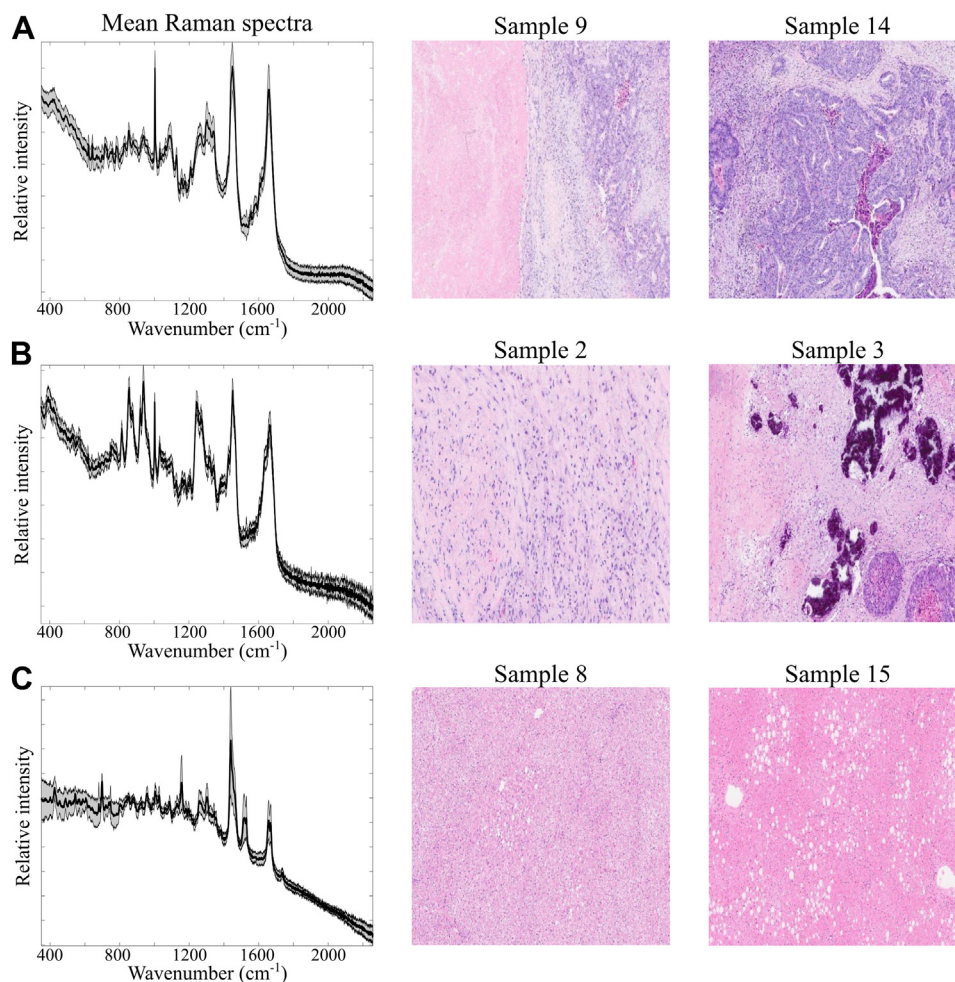 A
Mean Raman spectra
Sample 9
Sample 14
Relative intensity
400 800 1200 1600 2000
Wavenumber (cm⁻¹)
B
Sample 2
Sample 3
Relative intensity
400 800 1200 1600 2000
Wavenumber (cm⁻¹)
C
Sample 8
Sample 15
Relative intensity
400 800 1200 1600 2000
Wavenumber (cm⁻¹)